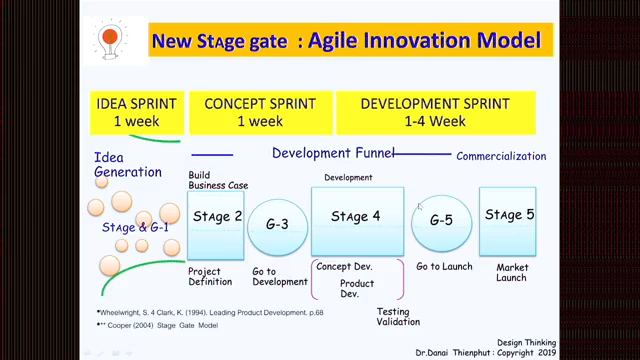 New StAge gate : Agile Innovation Model
IDEA SPRINT
1 week
CONCEPT SPRINT
1 week
DEVELOPMENT SPRINT
1-4 Week
Idea
Generation
Development Funnel
Commercialization
Build
Business Case
Development
StAge & G-1
StAge 2
G-3
StAge 4
G-5
StAge 5
Project
Definition
Go to
Development
Concept Dev.
Product
Dev.
Go to Launch
Market
Launch
Testing
Validation
*Wheelwright, S. 4 Clark, K. (1994). Leading Product Development. p.68
** Cooper (2004) Stage Gate Model
Design Thinking
Dr.Danai Thienphut : Copyright 2019